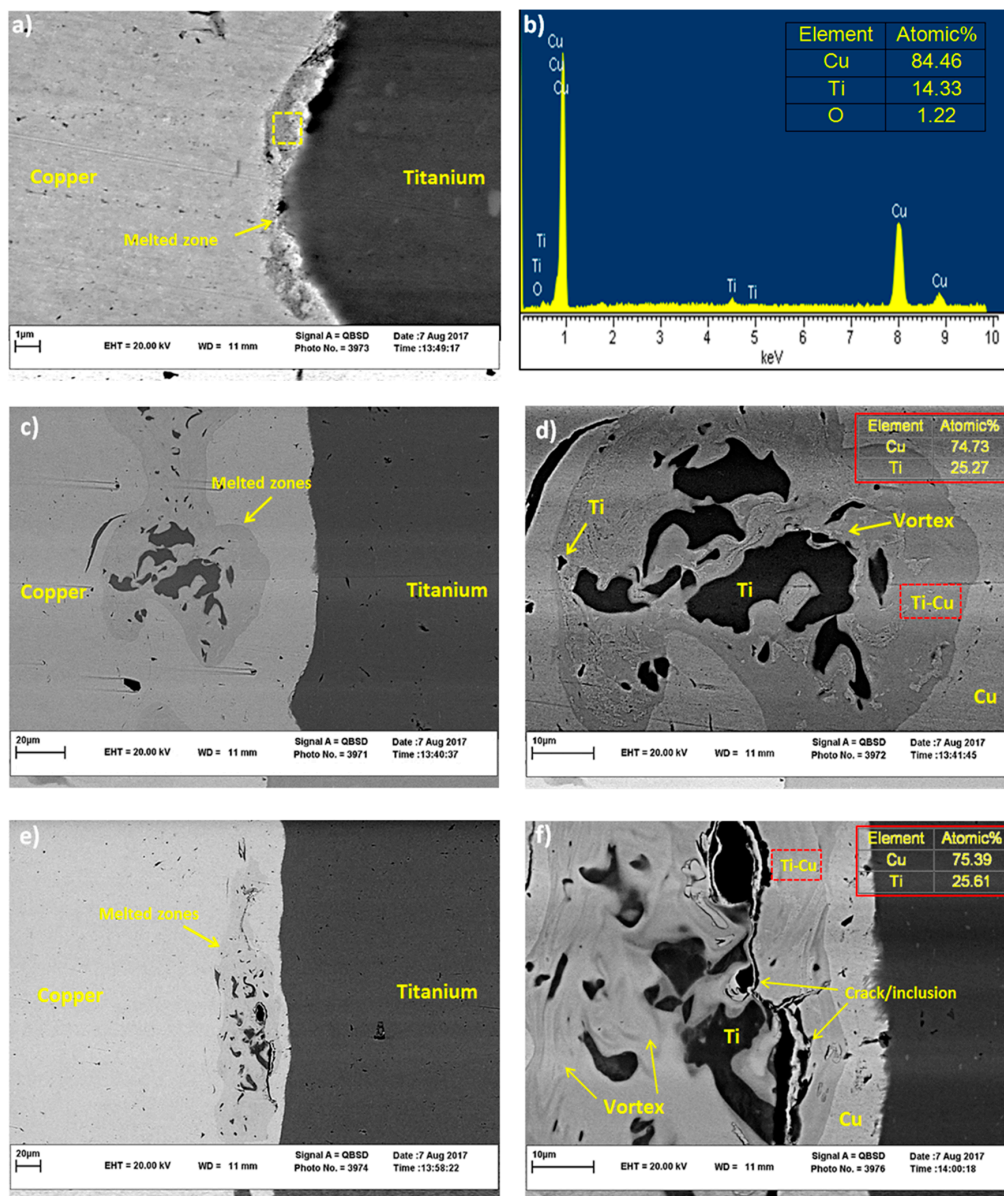 a)
Copper
Titanium
Melted zone
1µm
EHT = 20.00 kV
WD = 11 mm
Signal A = QBSD
Photo No. = 3973
Date :7 Aug 2017
Time :13:49:17
b)
Element Atomic%
Cu 84.46
Ti 14.33
O 1.22
Cu
Cu
Cu
Ti
Ti
O
Ti
Ti
Cu
Cu
0 1 2 3 4 5 6 7 8 9 10
keV
c)
Melted zones
Copper
Titanium
20µm
EHT = 20.00 kV
WD = 11 mm
Signal A = QBSD
Photo No. = 3971
Date :7 Aug 2017
Time :13:40:37
d)
Element Atomic%
Cu 74.73
Ti 25.27
Ti
Vortex
Ti
Ti-Cu
Cu
10µm
EHT = 20.00 kV
WD = 11 mm
Signal A = QBSD
Photo No. = 3972
Date :7 Aug 2017
Time :13:41:45
e)
Melted zones
Copper
Titanium
20µm
EHT = 20.00 kV
WD = 11 mm
Signal A = QBSD
Photo No. = 3974
Date :7 Aug 2017
Time :13:58:22
f)
Ti-Cu
Element Atomic%
Cu 75.39
Ti 25.61
Crack/inclusion
Ti
Vortex
Cu
10µm
EHT = 20.00 kV
WD = 11 mm
Signal A = QBSD
Photo No. = 3976
Date :7 Aug 2017
Time :14:00:18